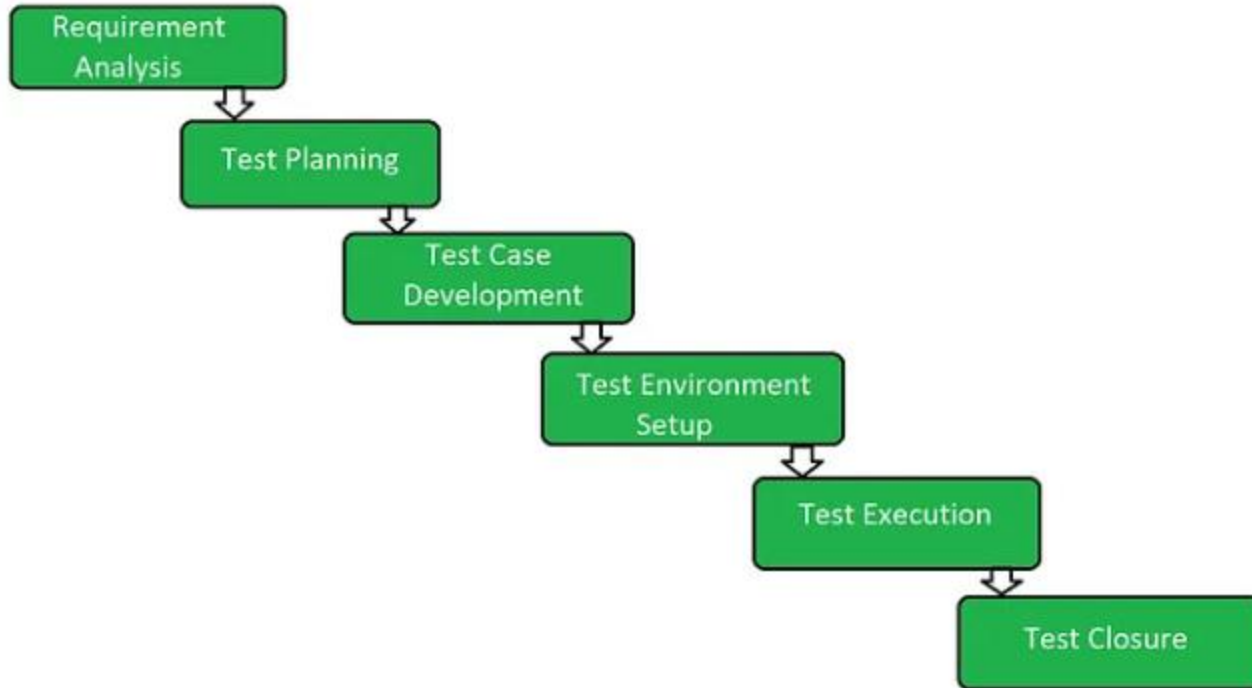 Requirement
Analysis
Test Planning
Test Case
Development
Test Environment
Setup
Test Execution
Test Closure